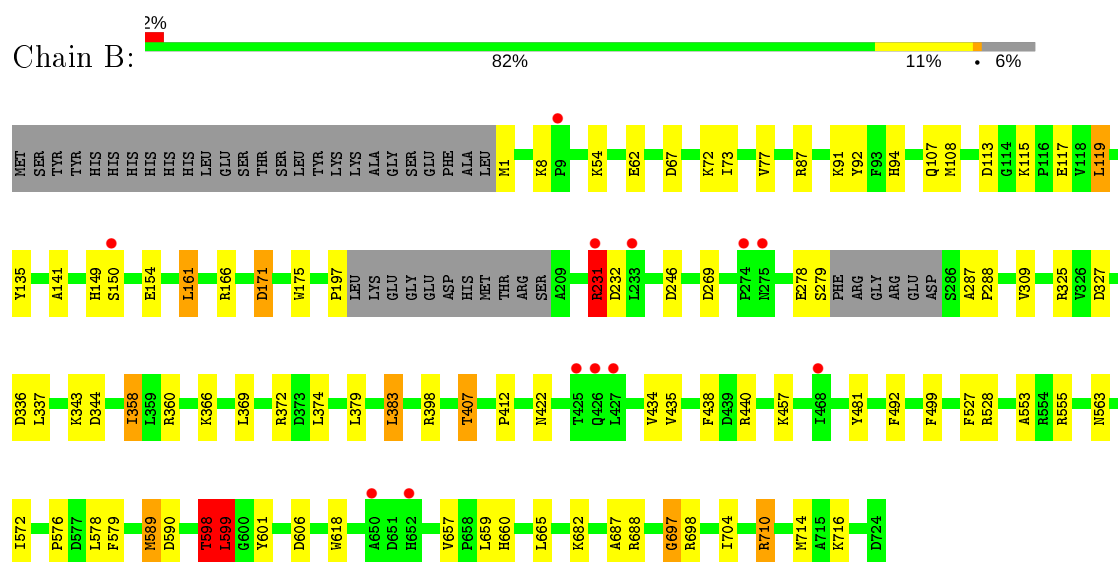 2%
Chain B:
82% 11% • 6%
MET SER TYR TYR HIS HIS HIS HIS HIS HIS LEU GLU SER THR SER LEU TYR LYS LYS ALA GLY SER GLU PHE ALA LEU M1 K8 P9 K54 E62 D67 K72 I73 V77 R87 K91 Y92 F93 H94 Q107 M108 D113 G114 K115 P116 E117 V118 L119
Y135 A141 H149 S150 E154 L161 R166 D171 W175 P197 LEU LYS GLU GLY GLU ASP HIS MET THR ARG SER A209 R231 D232 L233 D246 D269 P274 N275 E278 S279 PHE ARG GLY ARG GLU ASP S286 A287 P288 V309 R325 V326 D327
D336 L337 K343 D344 I358 L359 R360 K366 L369 R372 D373 L374 L379 L383 R398 T407 P412 N422 T425 Q426 L427 V434 V435 F438 D439 R440 K457 I468 Y481 F492 F499 F527 R528 A553 R554 R555 N563
I572 P576 D577 L578 F579 M589 D590 T598 L599 G600 Y601 D606 W618 A650 D651 H652 V657 P658 L659 H660 L665 K682 A687 R688 G697 R698 I704 R710 M714 A715 K716 D724